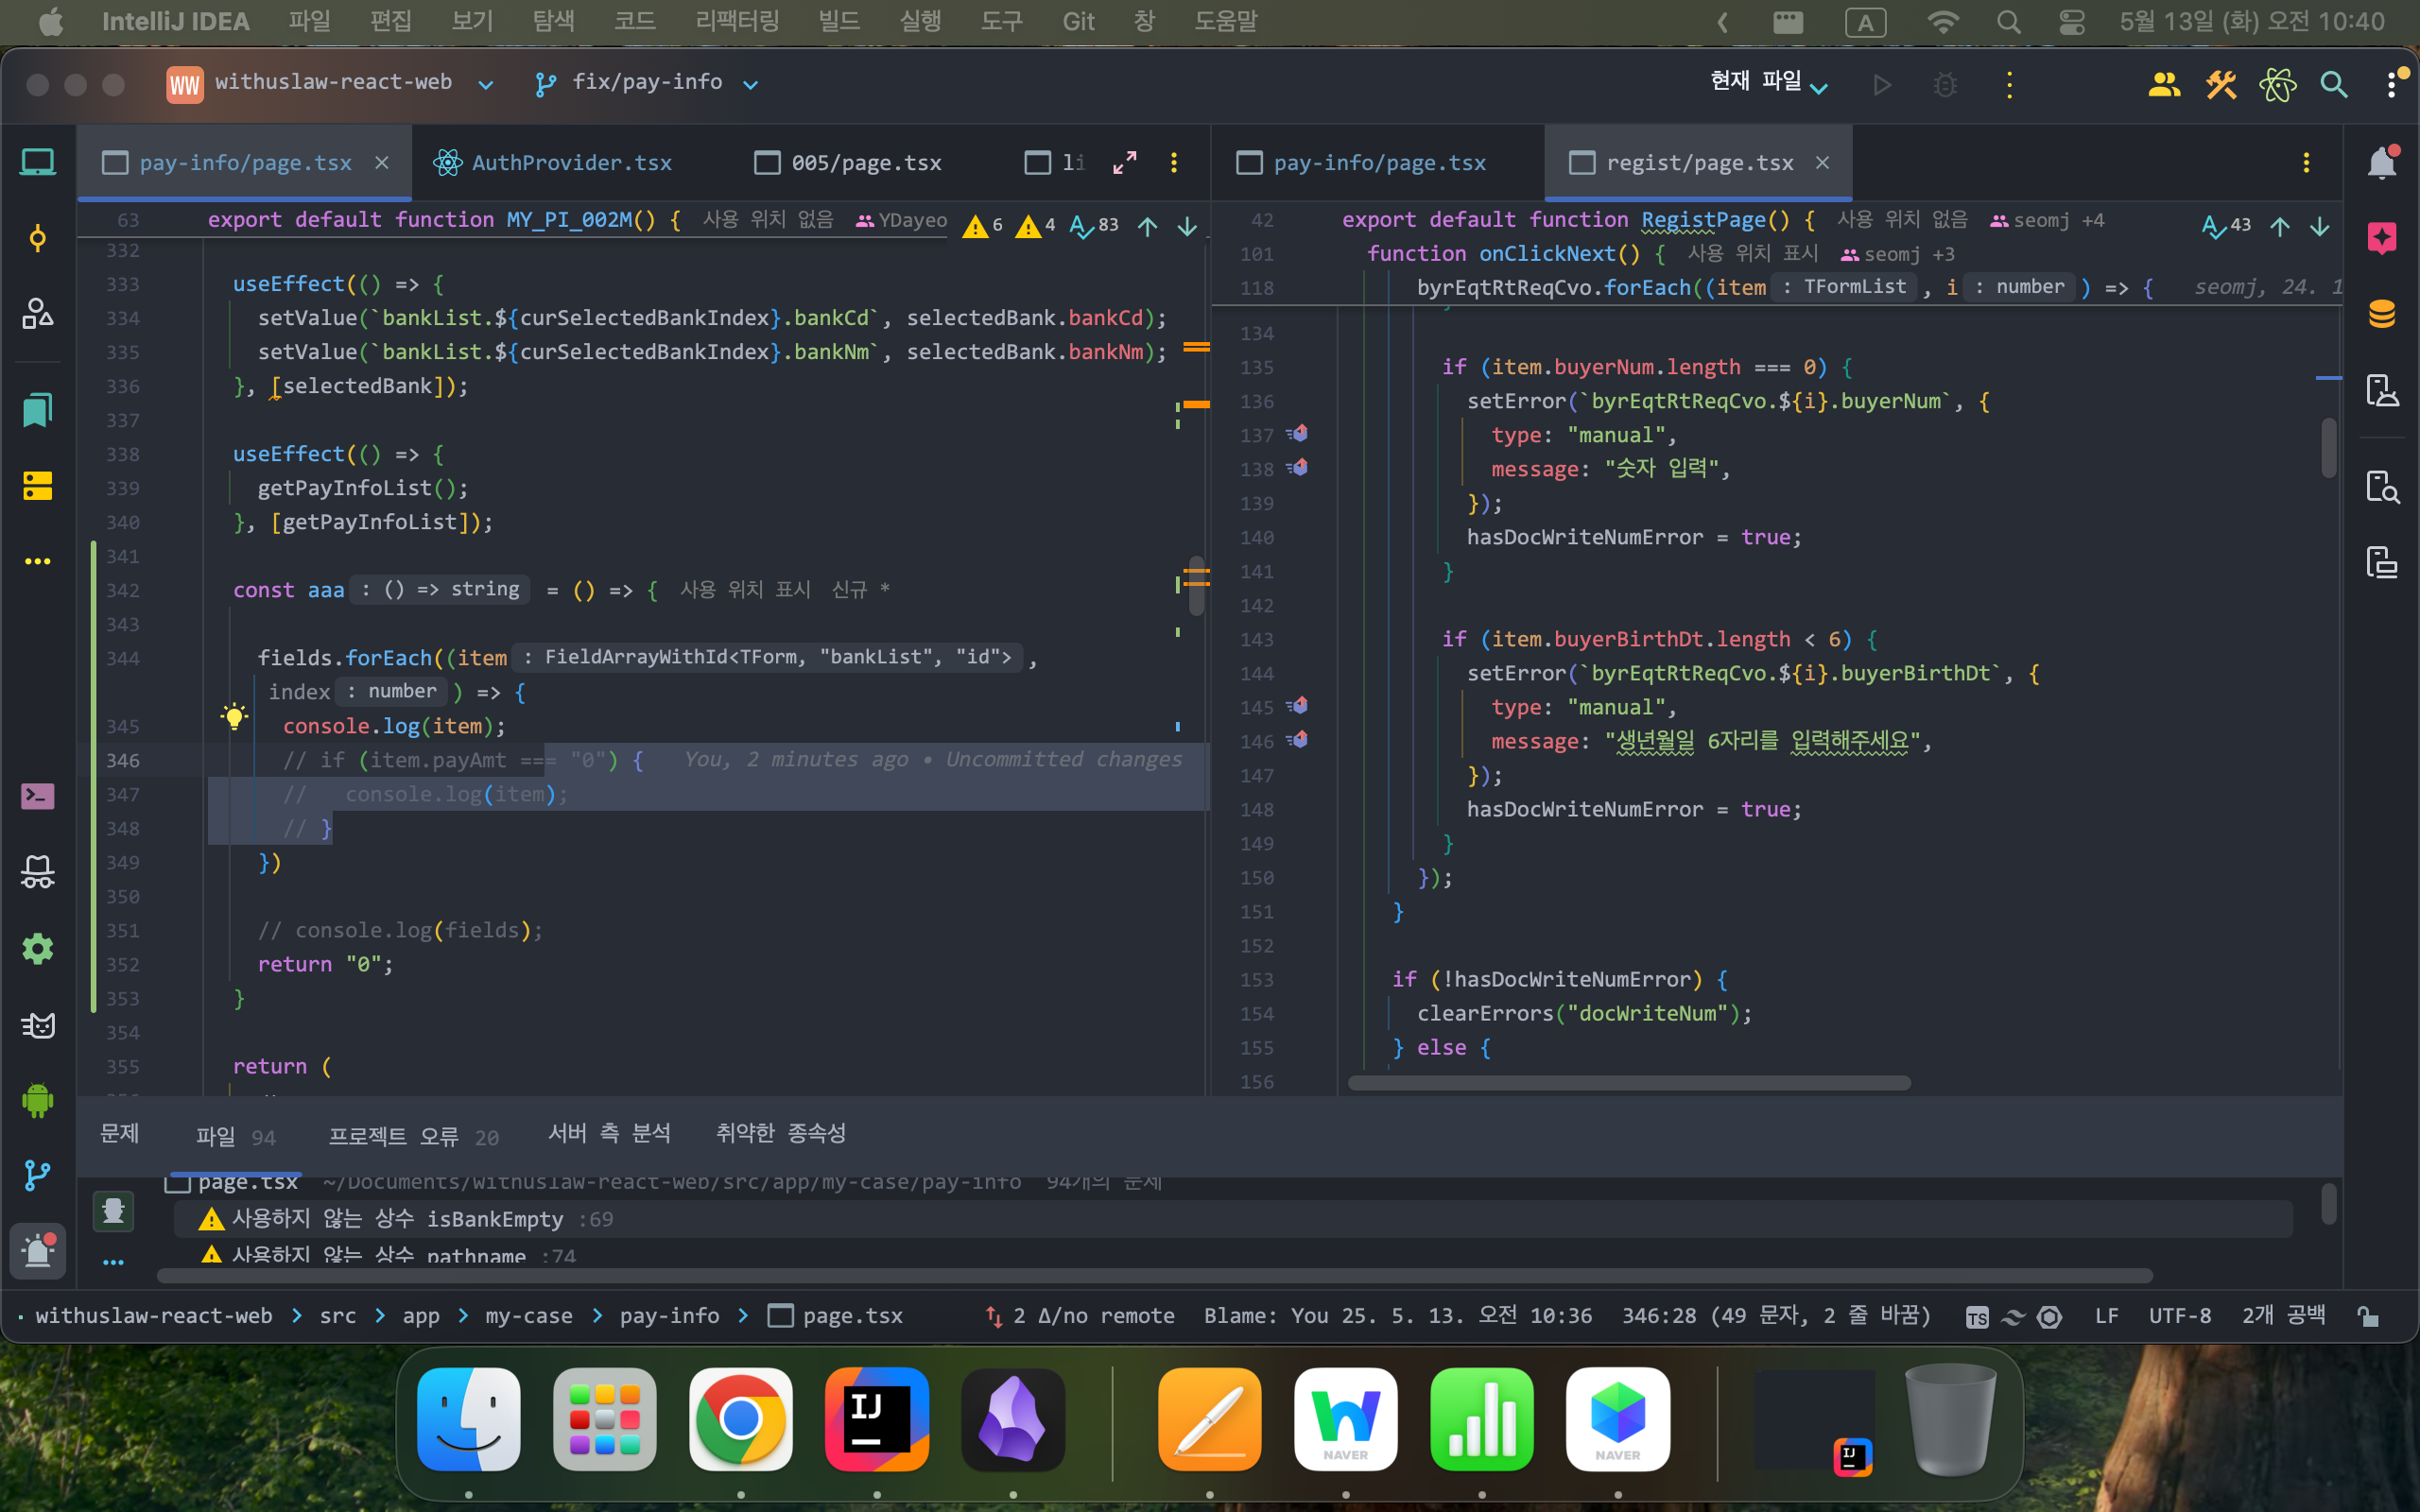 IntelliJ IDEA 파일 편집 보기 탐색 코드 리팩터링 빌드 실행 도구 Git 창 도움말 A 5월 13일 (화) 오전 10:40
WW withuslaw-react-web fix/pay-info 현재 파일
pay-info/page.tsx AuthProvider.tsx 005/page.tsx li
63 export default function MY_PI_002M() { 사용 위치 없음 YDayeo 6 4 83
332
333 useEffect(() => {
334 setValue(`bankList.${curSelectedBankIndex}.bankCd`, selectedBank.bankCd);
335 setValue(`bankList.${curSelectedBankIndex}.bankNm`, selectedBank.bankNm);
336 }, [selectedBank]);
337
338 useEffect(() => {
339 getPayInfoList();
340 }, [getPayInfoList]);
341
342 const aaa : () => string = () => { 사용 위치 표시 신규 *
343
344 fields.forEach((item : FieldArrayWithId<TForm, "bankList", "id"> ,
index : number ) => {
345 console.log(item);
346 // if (item.payAmt === "0") { You, 2 minutes ago • Uncommitted changes
347 // console.log(item);
348 // }
349 })
350
351 // console.log(fields);
352 return "0";
353 }
354
355 return (
pay-info/page.tsx regist/page.tsx
42 export default function RegistPage() { 사용 위치 없음 seomj +4 43
101 function onClickNext() { 사용 위치 표시 seomj +3
118 byrEqtRtReqCvo.forEach((item : TFormList , i : number ) => { seomj, 24. 1
134
135 if (item.buyerNum.length === 0) {
136 setError(`byrEqtRtReqCvo.${i}.buyerNum`, {
137 type: "manual",
138 message: "숫자 입력",
139 });
140 hasDocWriteNumError = true;
141 }
142
143 if (item.buyerBirthDt.length < 6) {
144 setError(`byrEqtRtReqCvo.${i}.buyerBirthDt`, {
145 type: "manual",
146 message: "생년월일 6자리를 입력해주세요",
147 });
148 hasDocWriteNumError = true;
149 }
150 });
151 }
152
153 if (!hasDocWriteNumError) {
154 clearErrors("docWriteNum");
155 } else {
156
문제 파일 94 프로젝트 오류 20 서버 측 분석 취약한 종속성
page.tsx ~/Documents/withuslaw-react-web/src/app/my-case/pay-info 94개의 문제
사용하지 않는 상수 isBankEmpty :69
사용하지 않는 상수 pathname :74
withuslaw-react-web > src > app > my-case > pay-info > page.tsx 2 Δ/no remote Blame: You 25. 5. 13. 오전 10:36 346:28 (49 문자, 2 줄 바꿈) TS LF UTF-8 2개 공백
IJ NAVER NAVER IJ